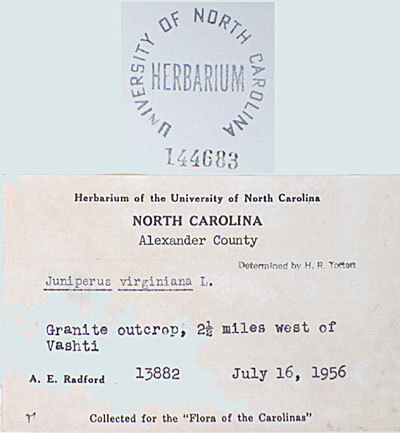 UNIVERSITY OF NORTH CAROLINA
HERBARIUM
144683
Herbarium of the University of North Carolina
NORTH CAROLINA
Alexander County
Determined by H. R. Totten
Juniperus virginiana L.
Granite outcrop, 2½ miles west of
Vashti
A. E. Radford 13882 July 16, 1956
Collected for the "Flora of the Carolinas"